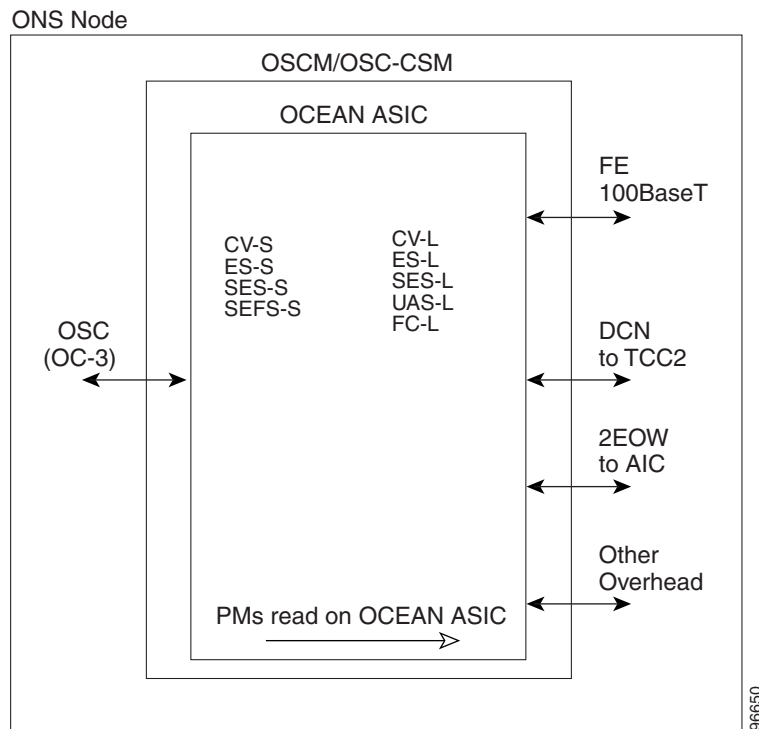 ONS Node
OSCM/OSC-CSM
OCEAN ASIC
FE
100BaseT
CV-S
ES-S
SES-S
SEFS-S
CV-L
ES-L
SES-L
UAS-L
FC-L
OSC
(OC-3)
DCN
to TCC2
2EOW
to AIC
Other
Overhead
PMs read on OCEAN ASIC
96650